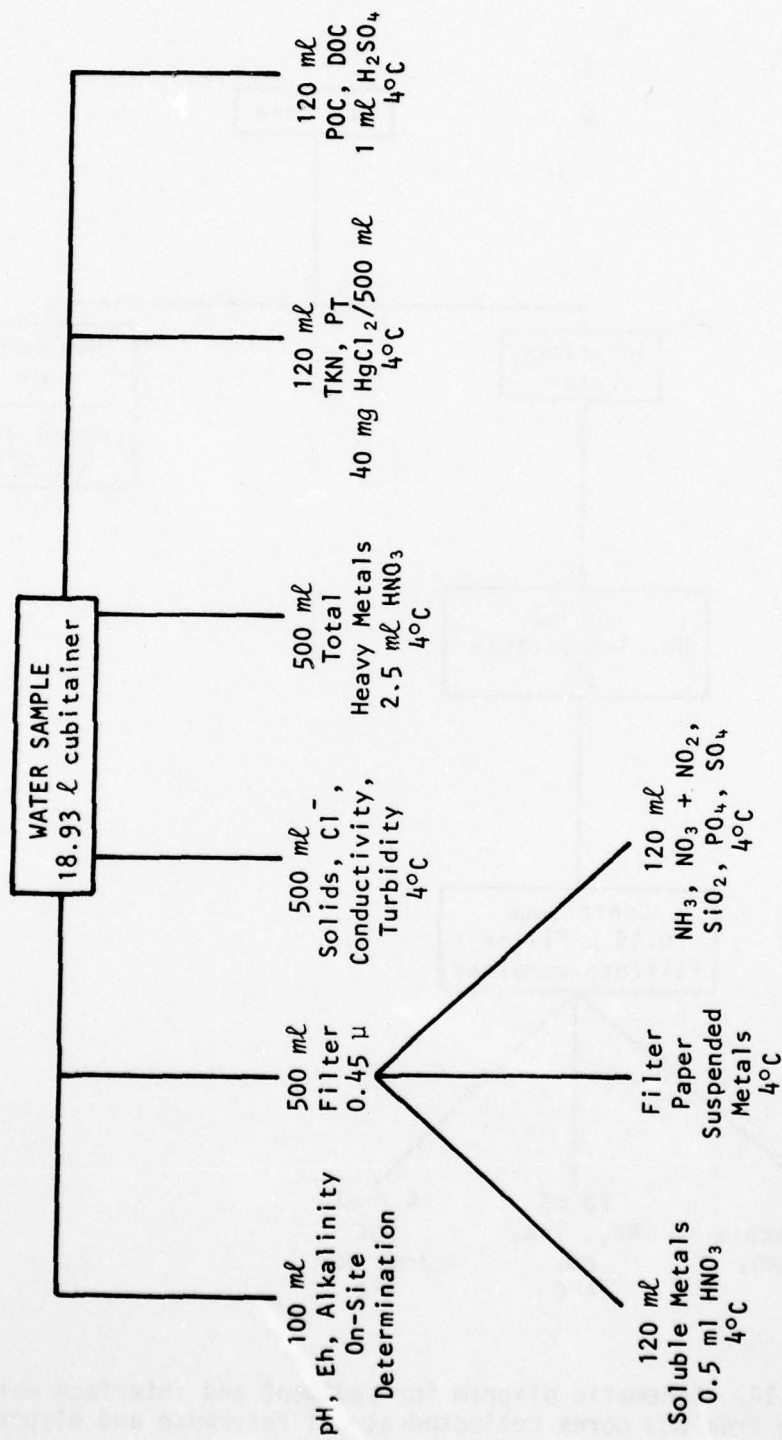 WATER SAMPLE
18.93 ℓ cubitainer
100 mℓ
pH, Eh, Alkalinity
On-Site
Determination
500 mℓ
Filter
0.45 μ
500 mℓ
Solids, Cl⁻,
Conductivity,
Turbidity
4°C
500 mℓ
Total
Heavy Metals
2.5 mℓ HNO₃
4°C
120 mℓ
TKN, PT
40 mg HgCl₂/500 mℓ
4°C
120 mℓ
POC, DOC
1 mℓ H₂SO₄
4°C
120 mℓ
Soluble Metals
0.5 mℓ HNO₃
4°C
Filter
Paper
Suspended
Metals
4°C
120 mℓ
NH₃, NO₃ + NO₂,
SiO₂, PO₄, SO₄
4°C